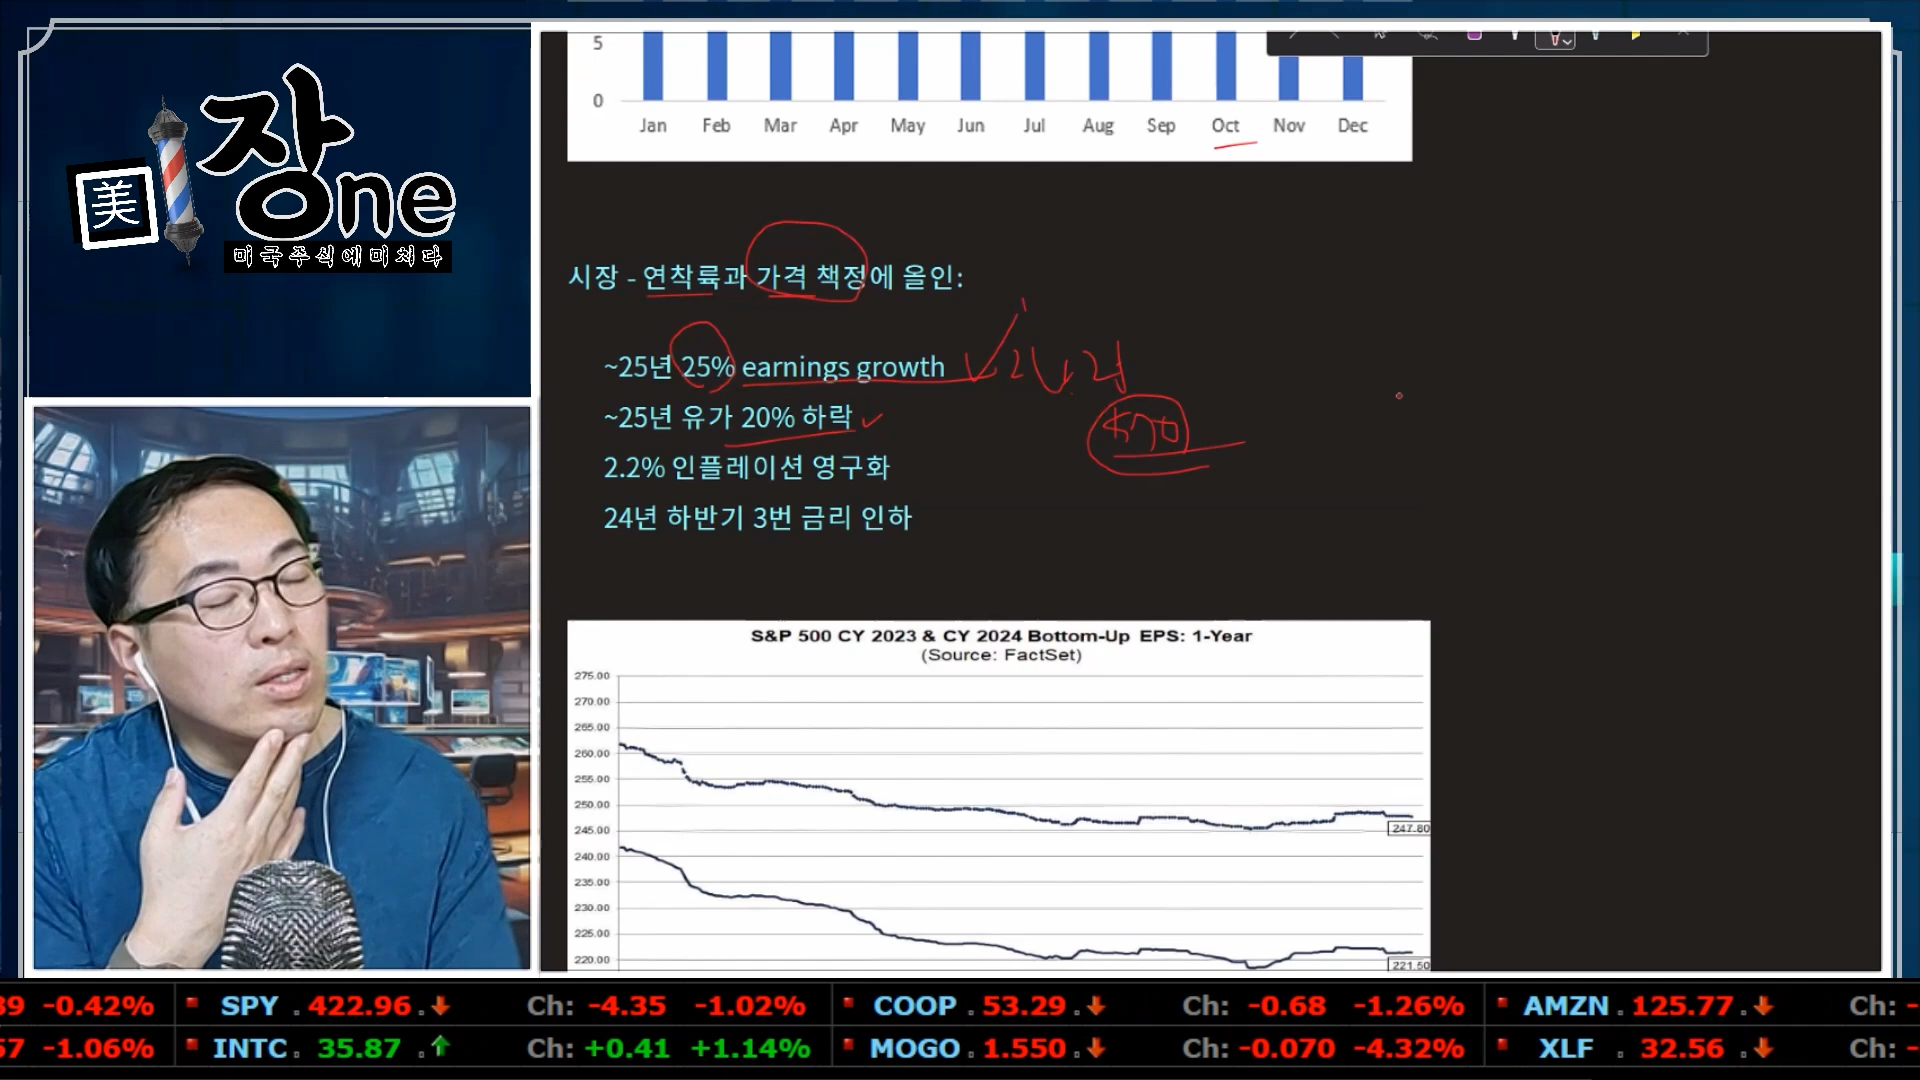 美 장one
미국주식에미치다
5
0
Jan Feb Mar Apr May Jun Jul Aug Sep Oct Nov Dec
시장 - 연착륙과 가격 책정에 올인:
~25년 25% earnings growth
~25년 유가 20% 하락
2.2% 인플레이션 영구화
24년 하반기 3번 금리 인하
S&P 500 CY 2023 & CY 2024 Bottom-Up EPS: 1-Year
(Source: FactSet)
275.00
270.00
265.00
260.00
255.00
250.00
245.00
247.80
240.00
235.00
230.00
225.00
220.00
221.50
39 -0.42% SPY 422.96 Ch: -4.35 -1.02% COOP 53.29 Ch: -0.68 -1.26% AMZN 125.77 Ch: -
57 -1.06% INTC 35.87 Ch: +0.41 +1.14% MOGO 1.550 Ch: -0.070 -4.32% XLF 32.56 Ch: -